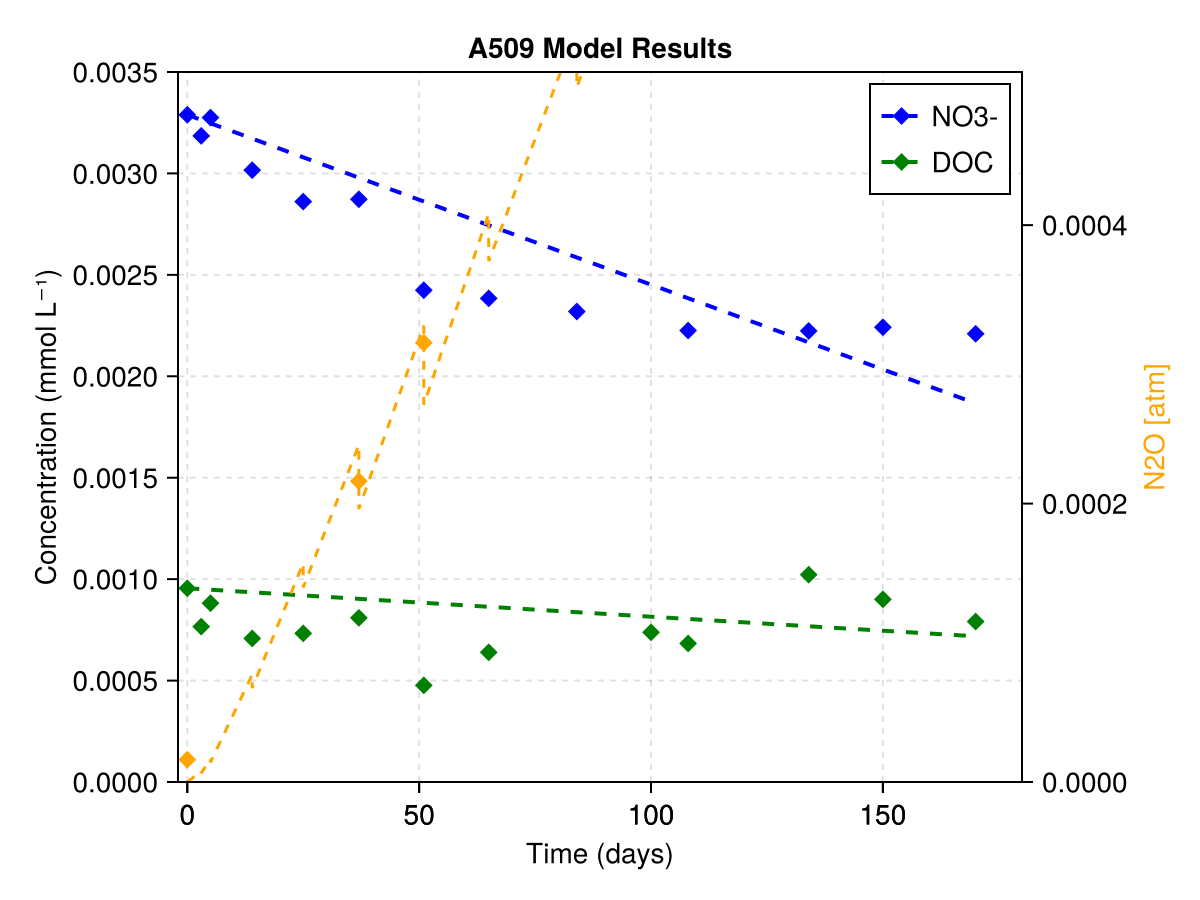 A509 Model Results
0.0035
0.0030
0.0025
0.0020
0.0015
0.0010
0.0005
0.0000
Concentration (mmol L⁻¹)
NO3-
DOC
0.0004
0.0002
0.0000
N2O [atm]
0
50
100
150
Time (days)